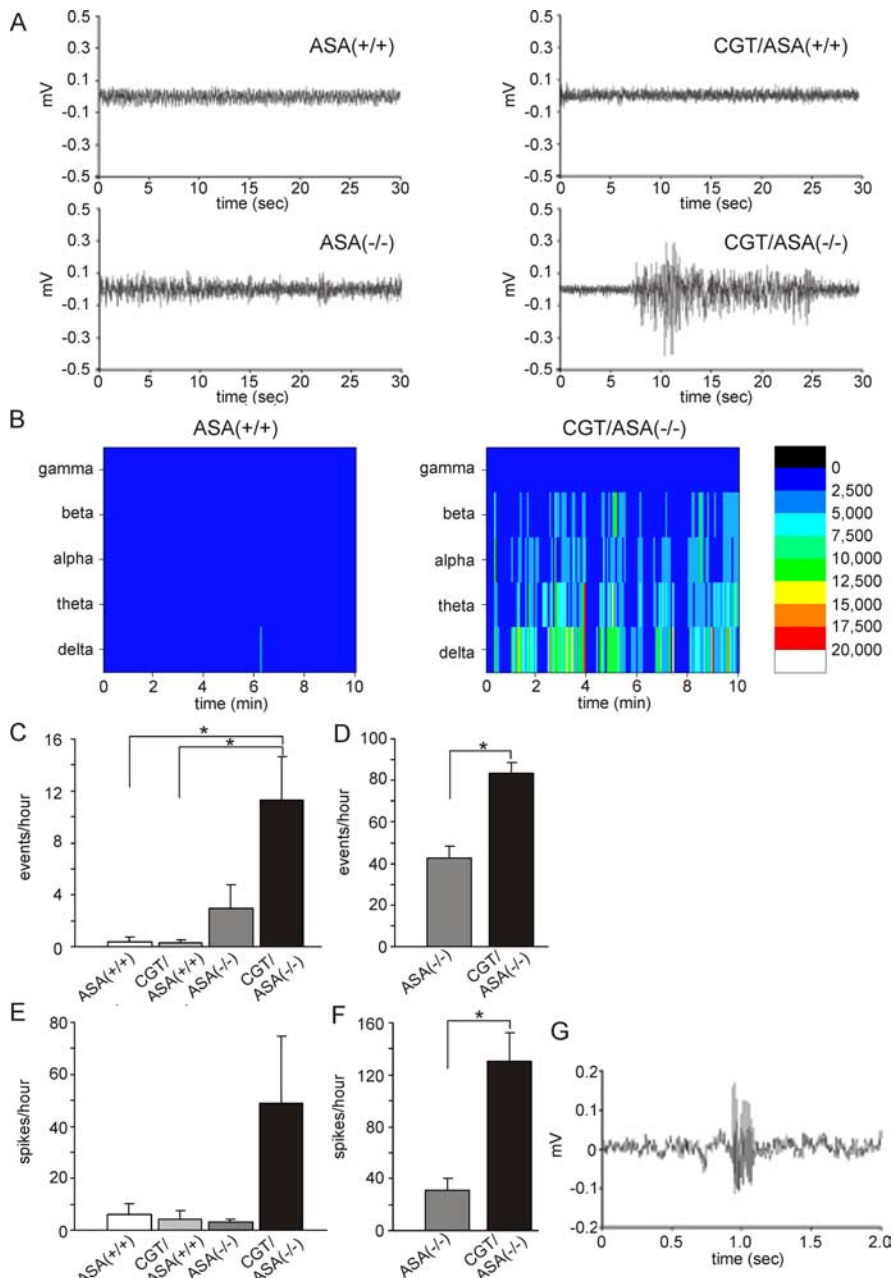 A
ASA(+/+)
mV
0.5
0.3
0.1
-0.1
-0.3
-0.5
0 5 10 15 20 25 30
time (sec)
CGT/ASA(+/+)
mV
0.5
0.3
0.1
-0.1
-0.3
-0.5
0 5 10 15 20 25 30
time (sec)
ASA(-/-)
mV
0.5
0.3
0.1
-0.1
-0.3
-0.5
0 5 10 15 20 25 30
time (sec)
CGT/ASA(-/-)
mV
0.5
0.3
0.1
-0.1
-0.3
-0.5
0 5 10 15 20 25 30
time (sec)
B
ASA(+/+)
gamma
beta
alpha
theta
delta
0 2 4 6 8 10
time (min)
CGT/ASA(-/-)
gamma
beta
alpha
theta
delta
0 2 4 6 8 10
time (min)
0
2,500
5,000
7,500
10,000
12,500
15,000
17,500
20,000
C
events/hour
16
12
8
4
0
*
*
ASA(+/+)
CGT/
ASA(+/+)
ASA(-/-)
CGT/
ASA(-/-)
D
events/hour
100
80
60
40
20
0
*
ASA(-/-)
CGT/
ASA(-/-)
E
spikes/hour
80
60
40
20
0
ASA(+/+)
CGT/
ASA(+/+)
ASA(-/-)
CGT/
ASA(-/-)
F
spikes/hour
160
120
80
40
0
*
ASA(-/-)
CGT/
ASA(-/-)
G
mV
0.2
0.1
0
-0.1
-0.2
0 0.5 1.0 1.5 2.0
time (sec)